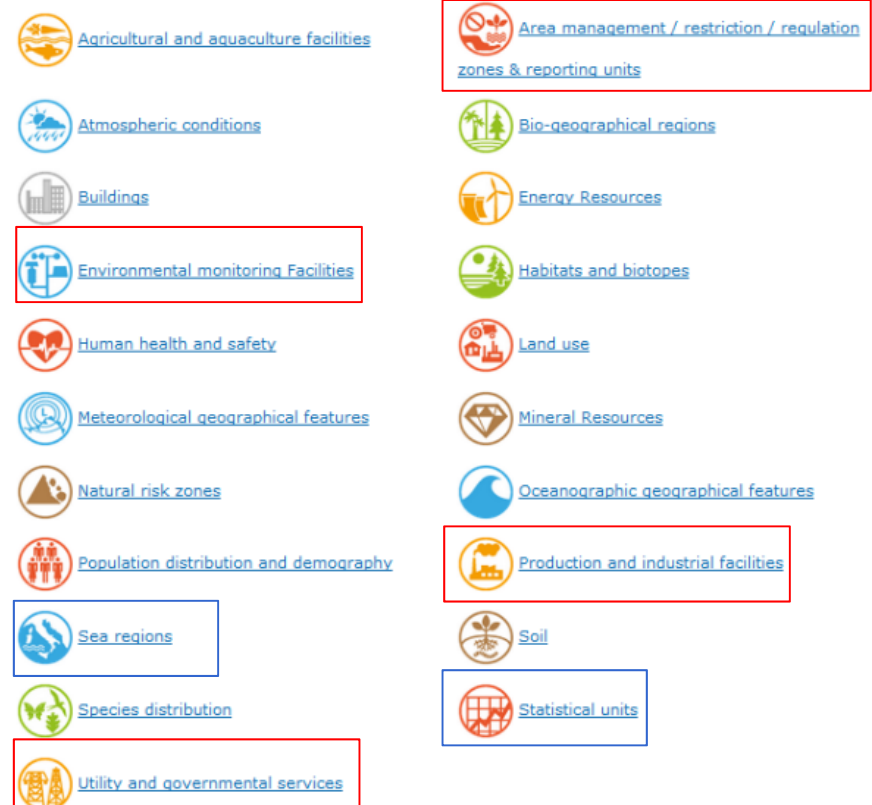 Agricultural and aquaculture facilities
Area management / restriction / regulation
zones & reporting units
Atmospheric conditions
Bio-geographical regions
Buildings
Energy Resources
Environmental monitoring Facilities
Habitats and biotopes
Human health and safety
Land use
Meteorological geographical features
Mineral Resources
Natural risk zones
Oceanographic geographical features
Population distribution and demography
Production and industrial facilities
Sea regions
Soil
Species distribution
Statistical units
Utility and governmental services